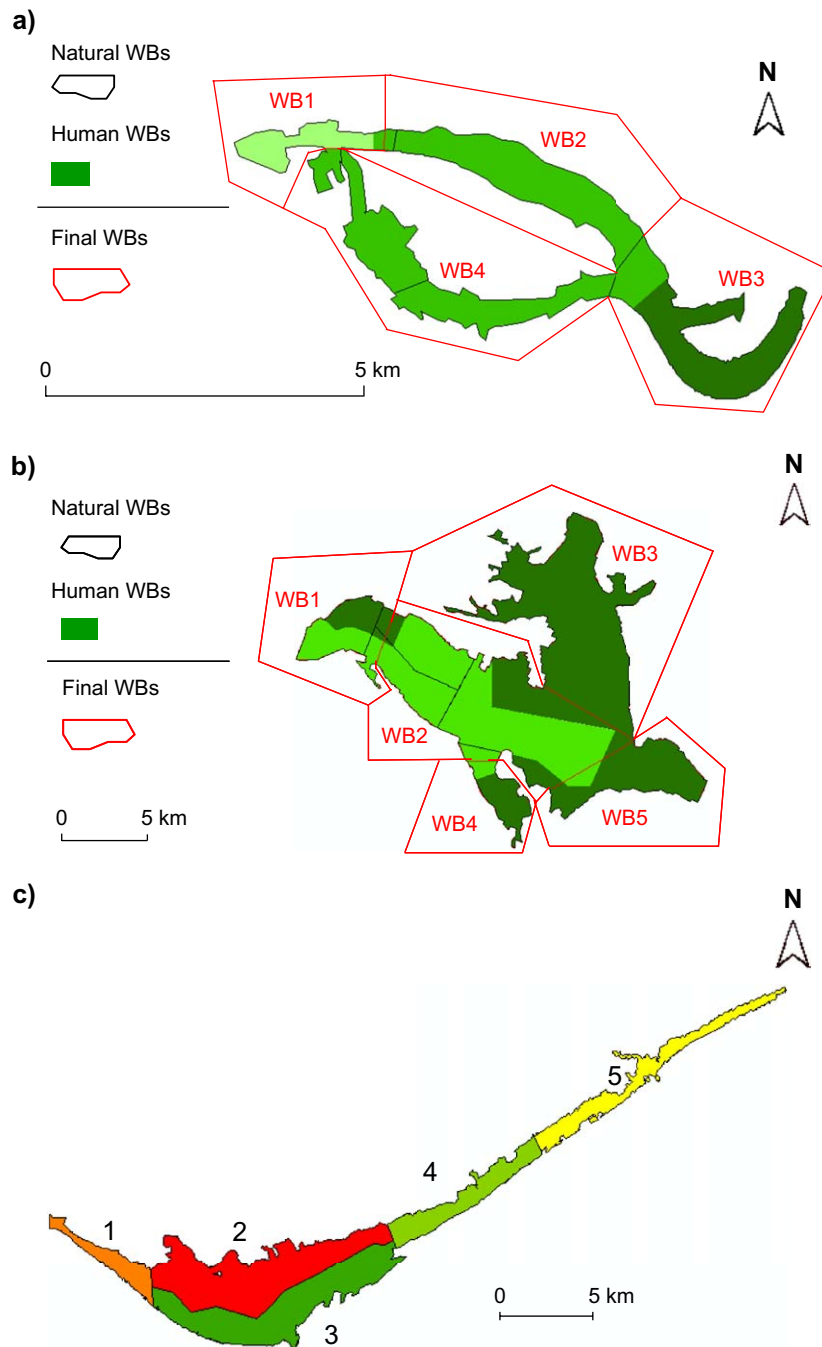 a)
Natural WBs
Human WBs
Final WBs
WB1
WB2
WB4
WB3
N
0 5 km
b)
Natural WBs
Human WBs
Final WBs
WB1
WB3
WB2
WB4
WB5
N
0 5 km
c)
N
1
2
3
4
5
0 5 km